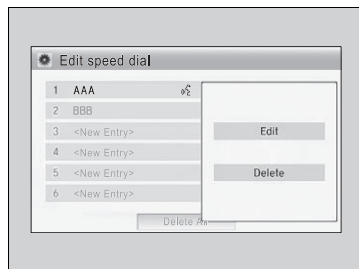 Edit speed dial
1 AAA
2 BBB
3 <New Entry>
4 <New Entry>
5 <New Entry>
6 <New Entry>
Edit
Delete
Delete